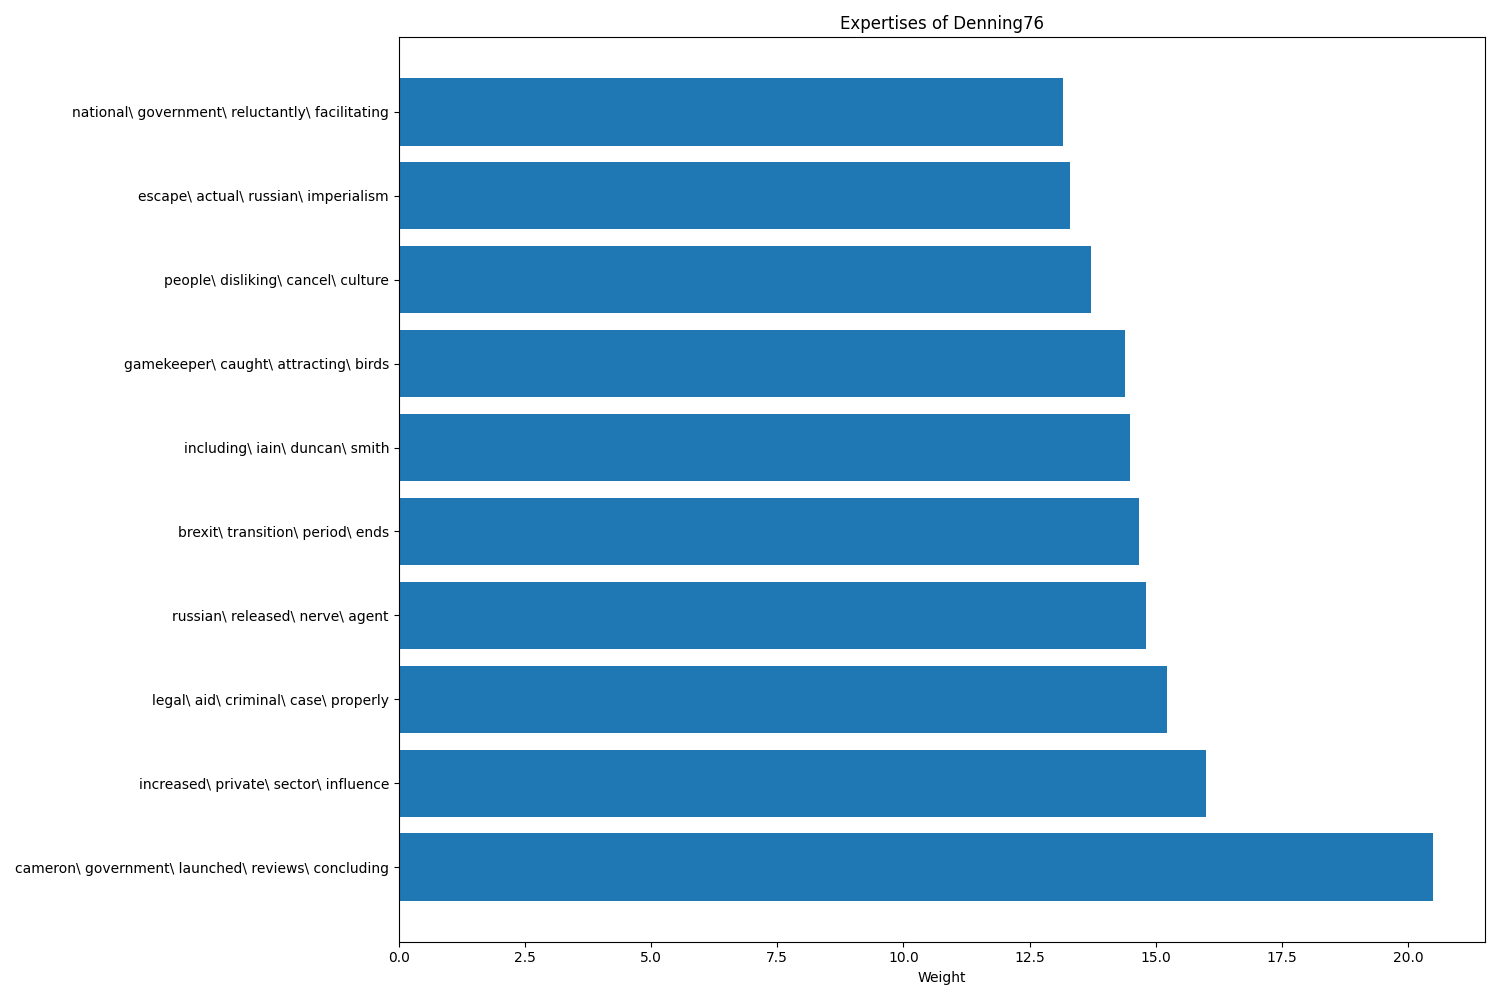 Expertises of Denning76
national\ government\ reluctantly\ facilitating
escape\ actual\ russian\ imperialism
people\ disliking\ cancel\ culture
gamekeeper\ caught\ attracting\ birds
including\ iain\ duncan\ smith
brexit\ transition\ period\ ends
russian\ released\ nerve\ agent
legal\ aid\ criminal\ case\ properly
increased\ private\ sector\ influence
cameron\ government\ launched\ reviews\ concluding
0.0 2.5 5.0 7.5 10.0 12.5 15.0 17.5 20.0
Weight